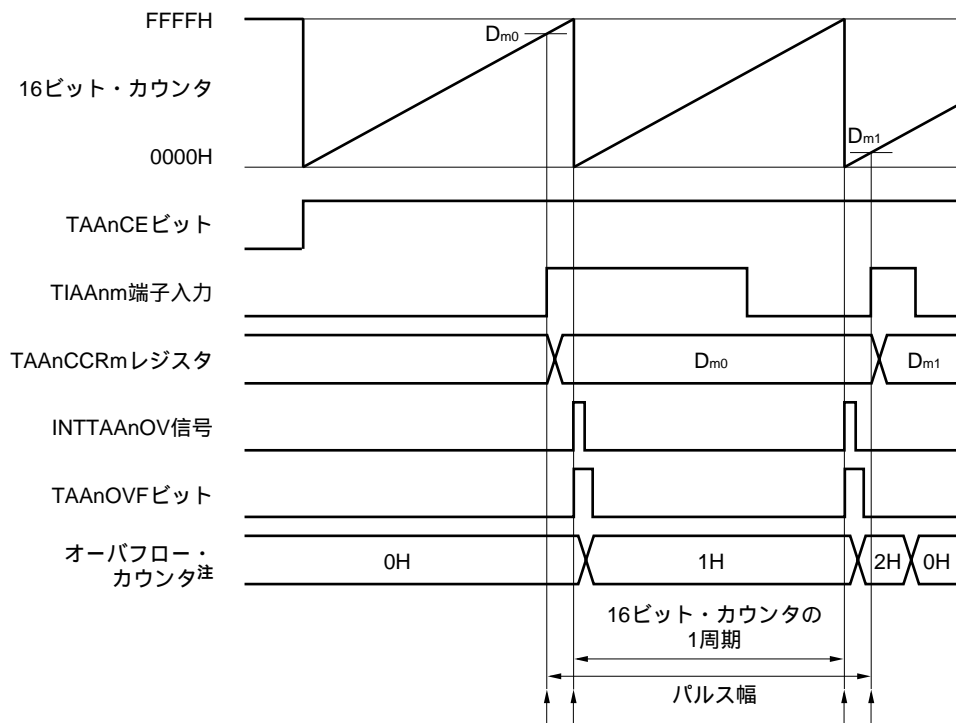 FFFFH
Dm0
16ビット・カウンタ
Dm1
0000H
TAAnCEビット
TIAAnm端子入力
TAAnCCRmレジスタ
Dm0
Dm1
INTTAAnOV信号
TAAnOVFビット
オーバフロー・
カウンタ注
0H
1H
2H
0H
16ビット・カウンタの
1周期
パルス幅